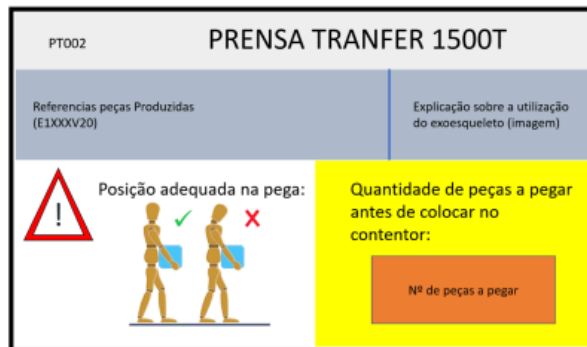 PT002
PRENSA TRANFER 1500T
Referencias peças Produzidas
(E1XXXV20)
Explicação sobre a utilização
do exoesqueleto (imagem)
!
Posição adequada na pega:
Quantidade de peças a pegar
antes de colocar no
contentor:
Nº de peças a pegar